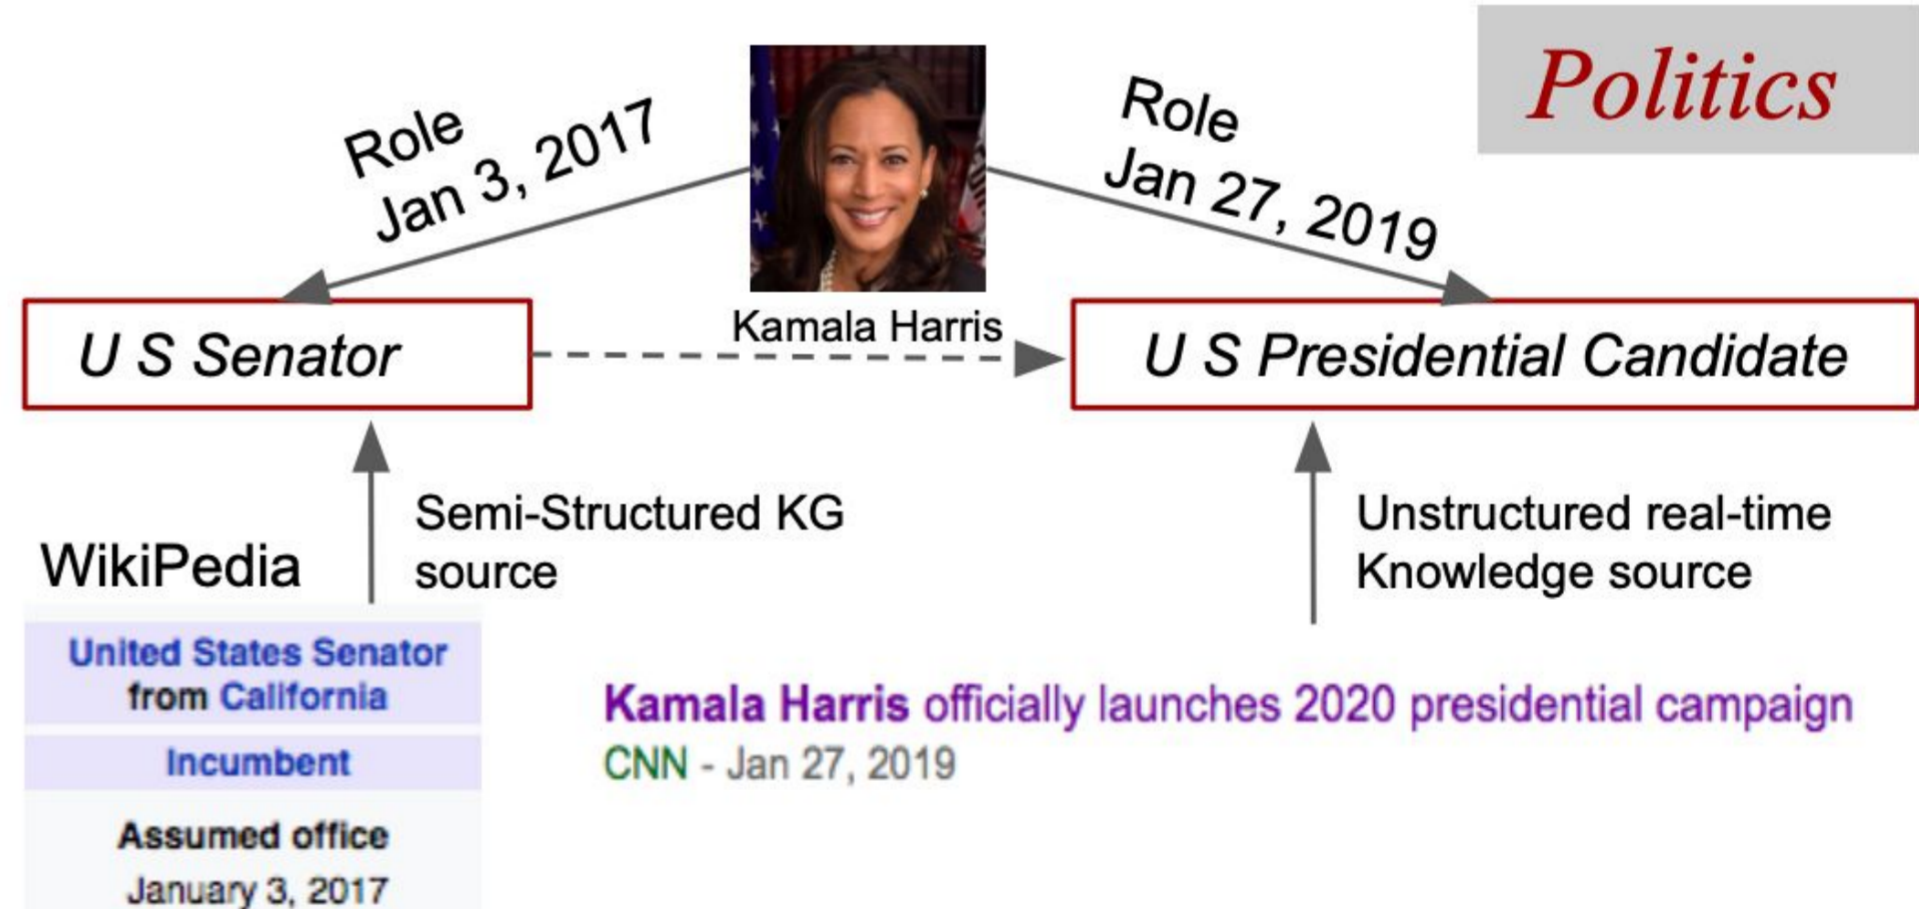 Politics
Role
Jan 3, 2017
Role
Jan 27, 2019
Kamala Harris
U S Senator
U S Presidential Candidate
Semi-Structured KG
source
WikiPedia
Unstructured real-time
Knowledge source
United States Senator
from California
Incumbent
Assumed office
January 3, 2017
Kamala Harris officially launches 2020 presidential campaign
CNN - Jan 27, 2019